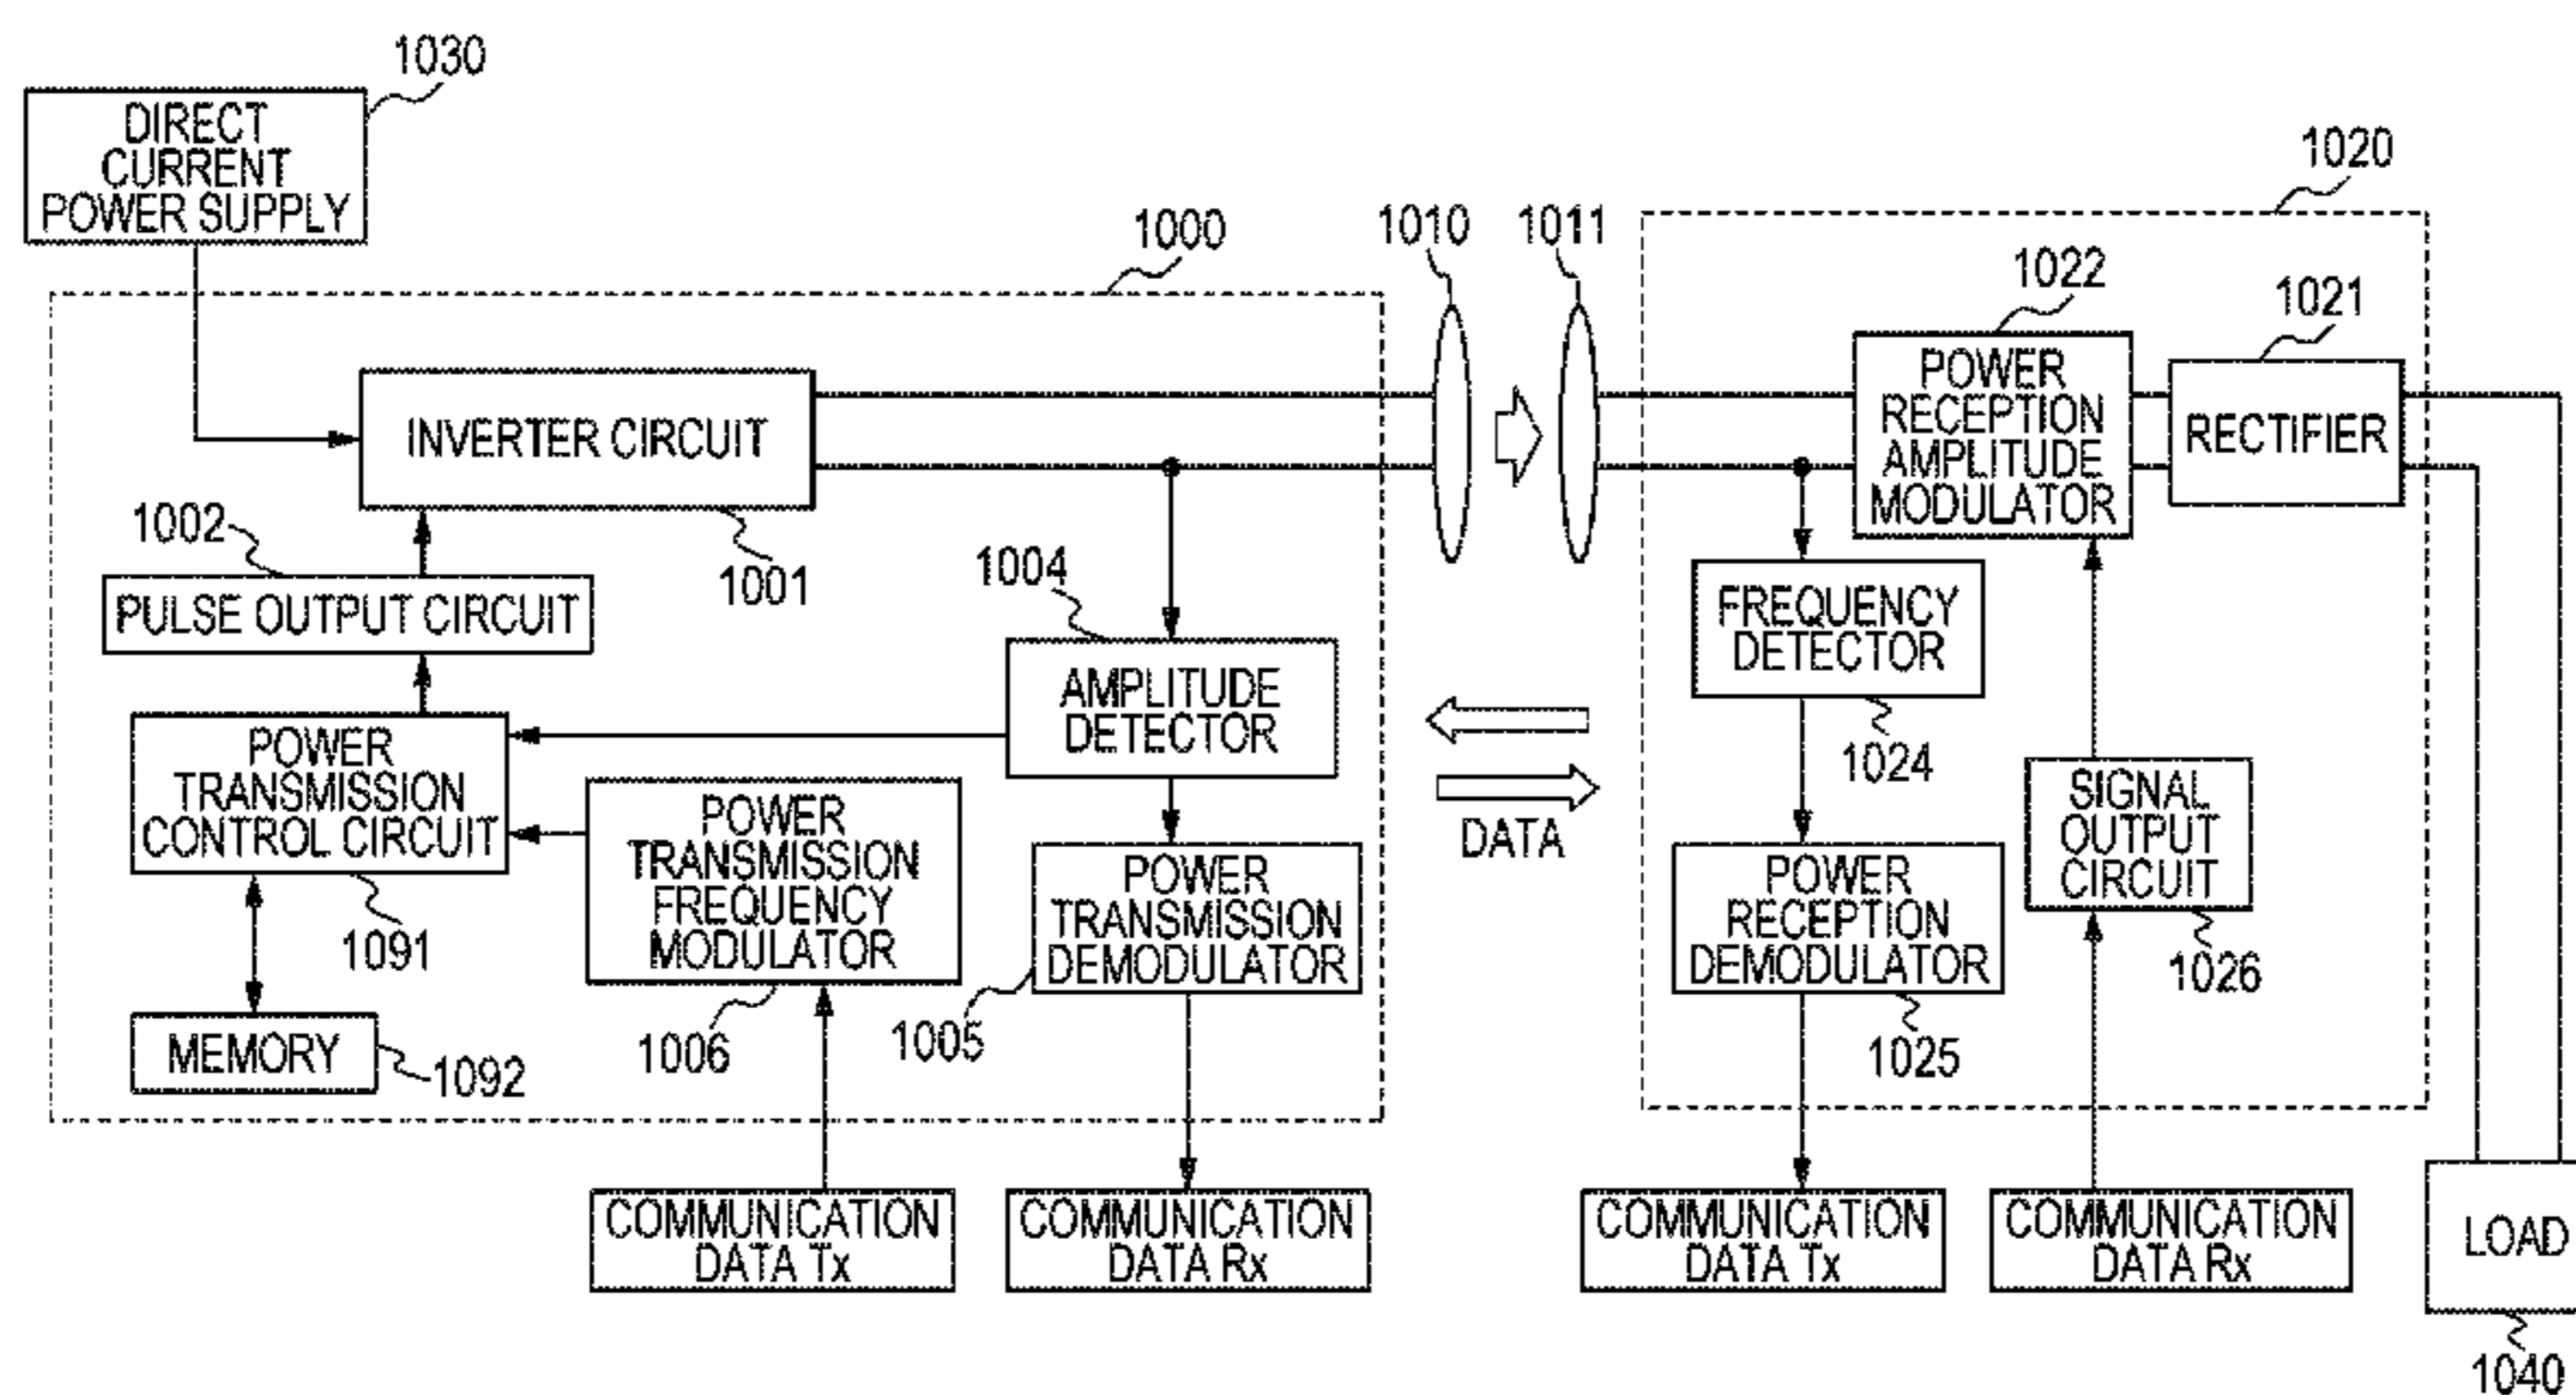 1030
DIRECT
CURRENT
POWER SUPPLY
1000
1010
1011
1020
1022
1021
INVERTER CIRCUIT
POWER
RECEPTION
AMPLITUDE
MODULATOR
RECTIFIER
1002
1001
1004
PULSE OUTPUT CIRCUIT
FREQUENCY
DETECTOR
AMPLITUDE
DETECTOR
1024
POWER
TRANSMISSION
CONTROL CIRCUIT
POWER
TRANSMISSION
FREQUENCY
MODULATOR
DATA
SIGNAL
OUTPUT
CIRCUIT
POWER
TRANSMISSION
DEMODULATOR
POWER
RECEPTION
DEMODULATOR
1091
1026
MEMORY
1092
1006
1005
1025
COMMUNICATION
DATA Tx
COMMUNICATION
DATA Rx
COMMUNICATION
DATA Tx
COMMUNICATION
DATA Rx
LOAD
1040